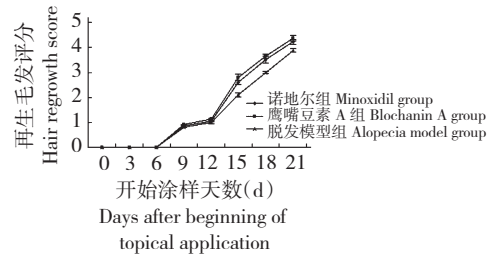 再生毛发评分
Hair regrowth score
5
4
3
2
1
0
诺地尔组 Minoxidil group
鹰嘴豆素 A 组 Blochanin A group
脱发模型组 Alopecia model group
0 3 6 9 12 15 18 21
开始涂样天数(d)
Days after beginning of
topical application